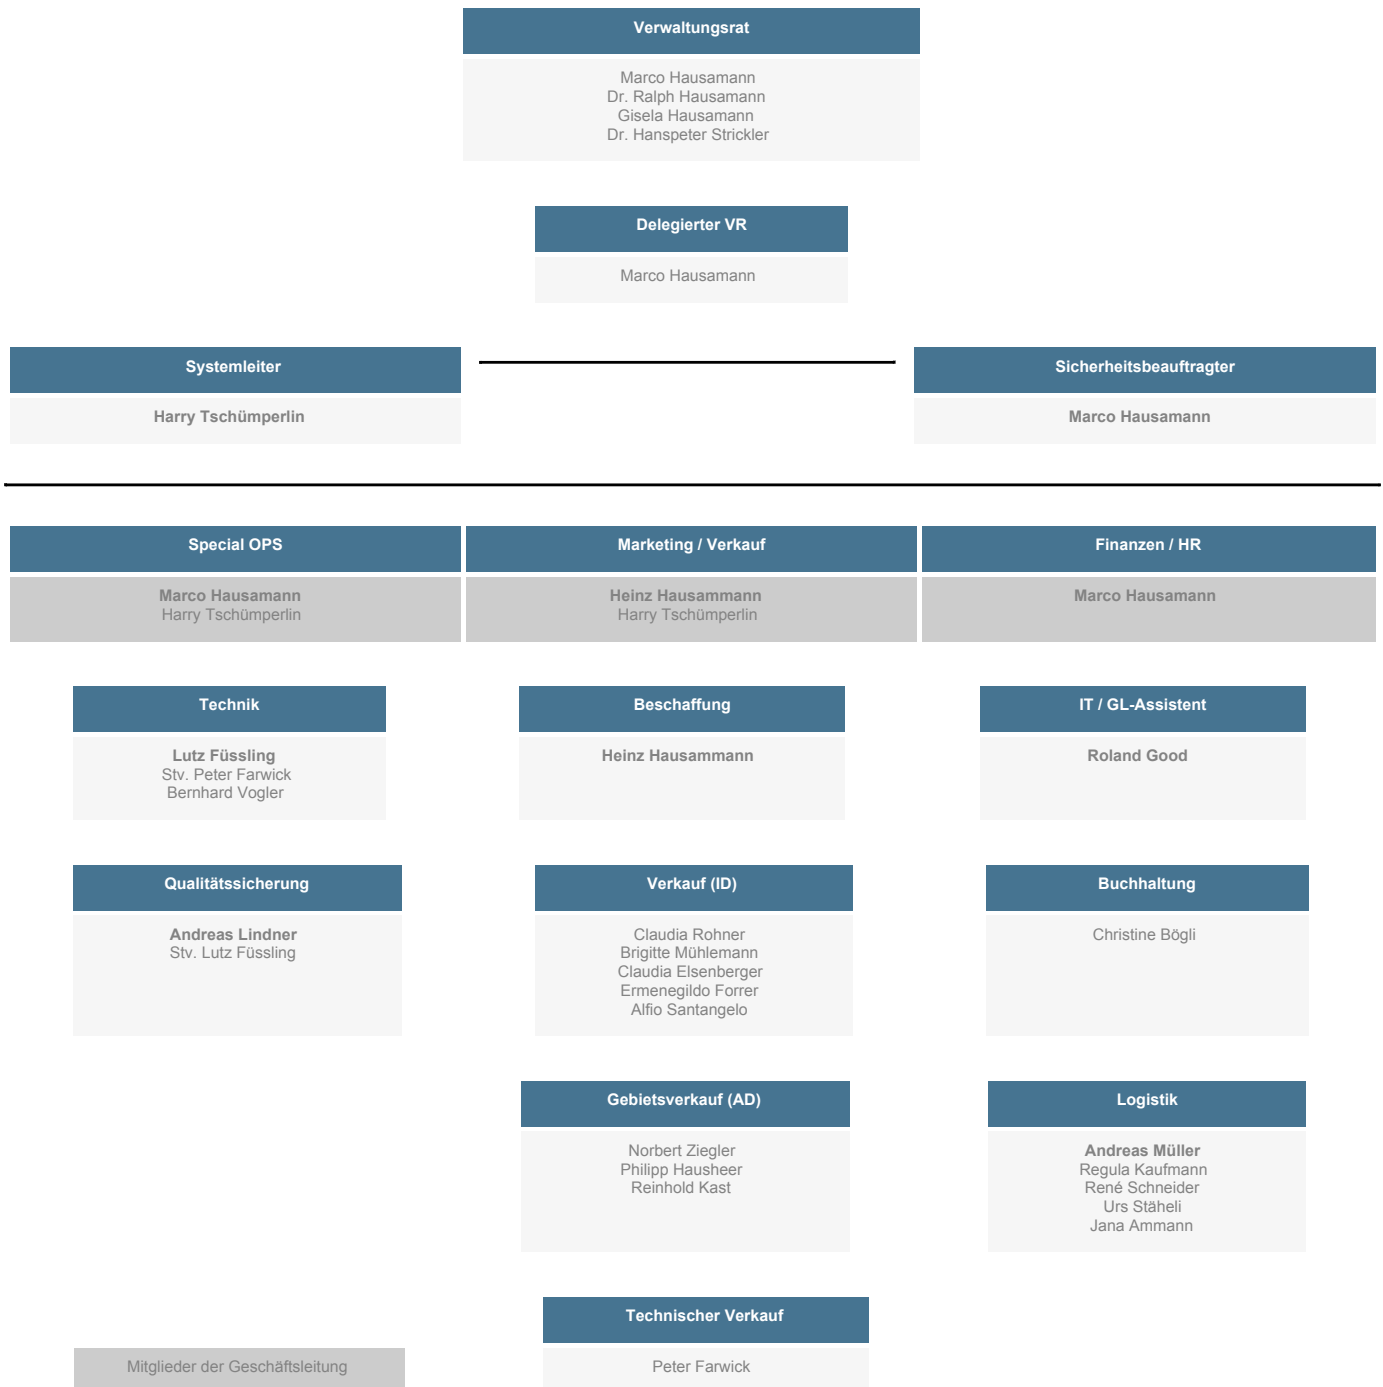 Verwaltungsrat
Marco Hausamann
Dr. Ralph Hausamann
Gisela Hausamann
Dr. Hanspeter Strickler
Delegierter VR
Marco Hausamann
Systemleiter
Harry Tschümperlin
Sicherheitsbeauftragter
Marco Hausamann
Special OPS
Marco Hausamann
Harry Tschümperlin
Marketing / Verkauf
Heinz Hausammann
Harry Tschümperlin
Finanzen / HR
Marco Hausamann
Technik
Lutz Füssling
Stv. Peter Farwick
Bernhard Vogler
Beschaffung
Heinz Hausammann
IT / GL-Assistent
Roland Good
Qualitätssicherung
Andreas Lindner
Stv. Lutz Füssling
Verkauf (ID)
Claudia Rohner
Brigitte Mühlemann
Claudia Elsenberger
Ermenegildo Forrer
Alfio Santangelo
Buchhaltung
Christine Bögli
Gebietsverkauf (AD)
Norbert Ziegler
Philipp Hausheer
Reinhold Kast
Logistik
Andreas Müller
Regula Kaufmann
René Schneider
Urs Stäheli
Jana Ammann
Technischer Verkauf
Peter Farwick
Mitglieder der Geschäftsleitung